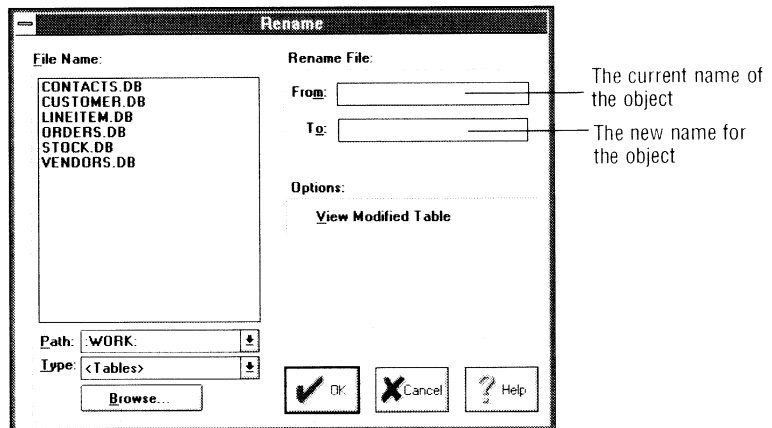 Rename
File Name:
CONTACTS.DB
CUSTOMER.DB
LINEITEM.DB
ORDERS.DB
STOCK.DB
VENDORS.DB
Path: :WORK:
Type: <Tables>
Browse...
Rename File:
From:
To:
Options:
View Modified Table
OK
Cancel
? Help
The current name of
the object
The new name for
the object